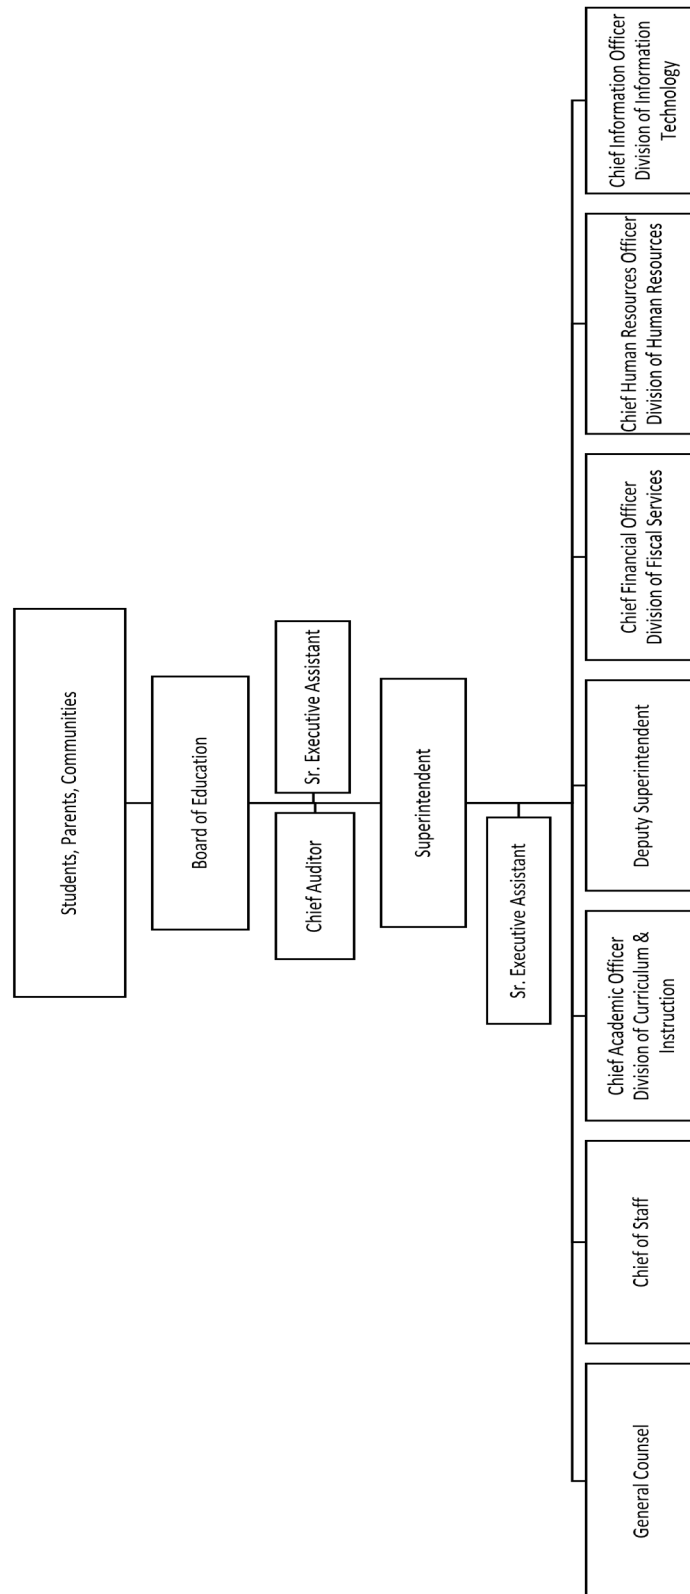 Students, Parents, Communities
Board of Education
Chief Auditor
Sr. Executive Assistant
Superintendent
Sr. Executive Assistant
General Counsel
Chief of Staff
Chief Academic Officer
Division of Curriculum &
Instruction
Deputy Superintendent
Chief Financial Officer
Division of Fiscal Services
Chief Human Resources Officer
Division of Human Resources
Chief Information Officer
Division of Information
Technology